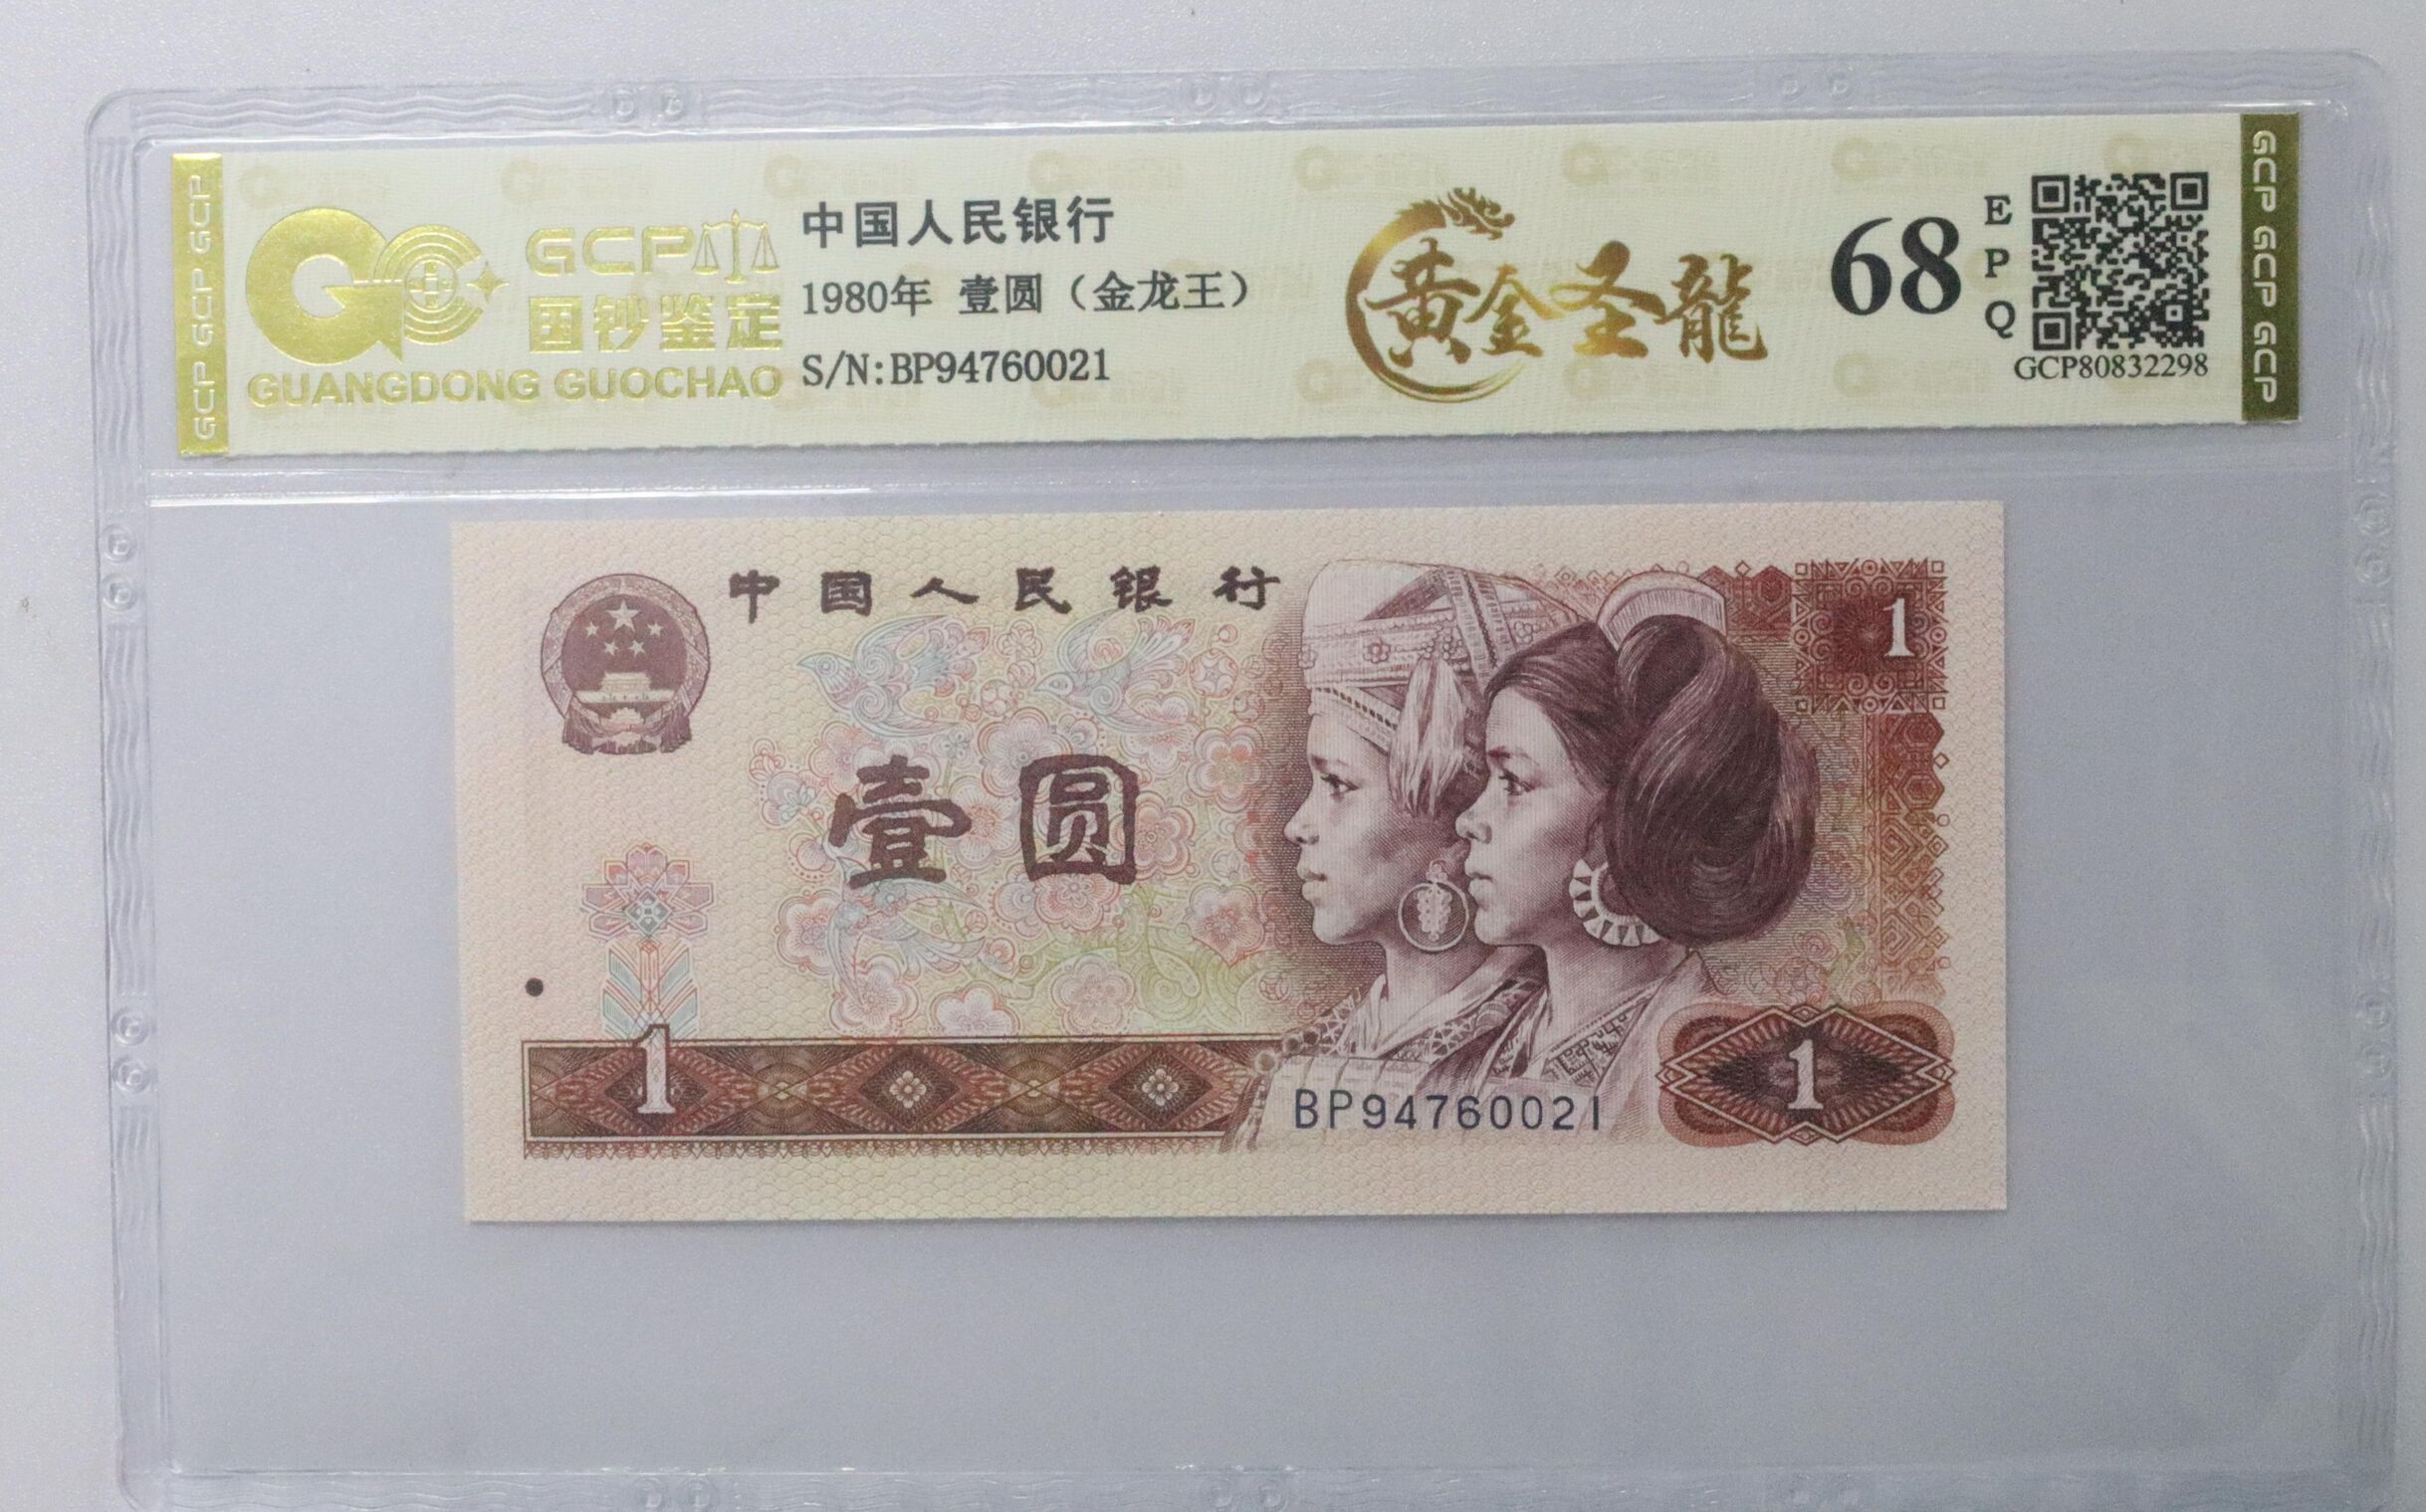 GCP GCP GCP
GCP
国钞鉴定
GUANGDONG GUOCHAO
中国人民银行
1980年 壹圆（金龙王）
S/N:BP94760021
黄金圣龍
68
EPQ
GCP80832298
GCP GCP GCP GCP
中国人民银行
1
壹圆
1
BP94760021
1